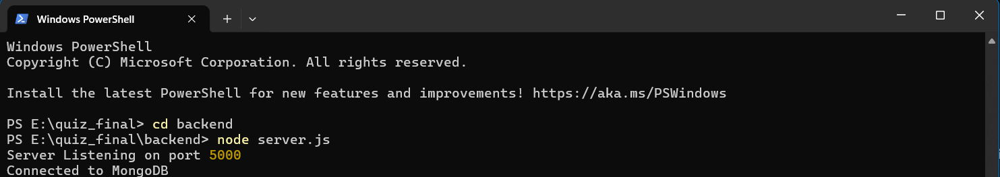 Windows PowerShell
Windows PowerShell
Copyright (C) Microsoft Corporation. All rights reserved.
Install the latest PowerShell for new features and improvements! https://aka.ms/PSWindows
PS E:\quiz_final> cd backend
PS E:\quiz_final\backend> node server.js
Server Listening on port 5000
Connected to MongoDB